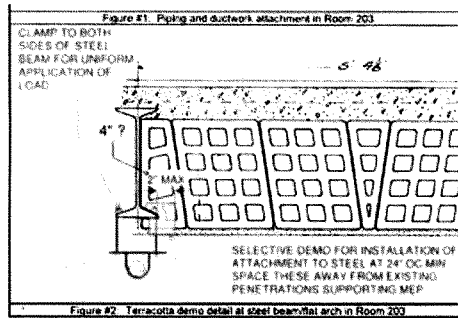 Figure #1. Piping and ductwork attachment in Room 203
CLAMP TO BOTH
SIDES OF STEEL
BEAM FOR UNIFORM
APPLICATION OF
LOAD
4" ?
2" MAX
SELECTIVE DEMO FOR INSTALLATION OF
ATTACHMENT TO STEEL AT 24" OC MIN
SPACE THESE AWAY FROM EXISTING
PENETRATIONS SUPPORTING MEP
Figure #2. Terracotta demo detail at steel beam/flat arch in Room 203